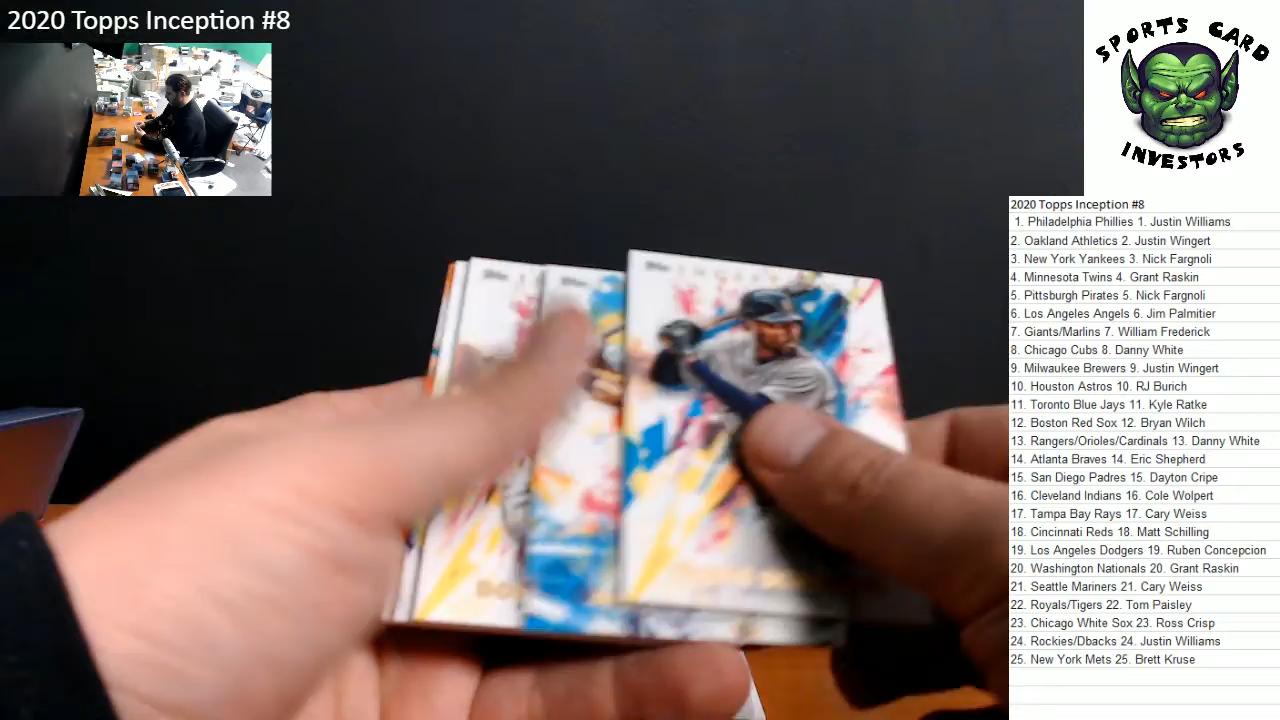 2020 Topps Inception #8
SPORTS CARD
INVESTORS
2020 Topps Inception #8
1. Philadelphia Phillies 1. Justin Williams
2. Oakland Athletics 2. Justin Wingert
3. New York Yankees 3. Nick Fargnoli
4. Minnesota Twins 4. Grant Raskin
5. Pittsburgh Pirates 5. Nick Fargnoli
6. Los Angeles Angels 6. Jim Palmitier
7. Giants/Marlins 7. William Frederick
8. Chicago Cubs 8. Danny White
9. Milwaukee Brewers 9. Justin Wingert
10. Houston Astros 10. RJ Burich
11. Toronto Blue Jays 11. Kyle Ratke
12. Boston Red Sox 12. Bryan Wilch
13. Rangers/Orioles/Cardinals 13. Danny White
14. Atlanta Braves 14. Eric Shepherd
15. San Diego Padres 15. Dayton Cripe
16. Cleveland Indians 16. Cole Wolpert
17. Tampa Bay Rays 17. Cary Weiss
18. Cincinnati Reds 18. Matt Schilling
19. Los Angeles Dodgers 19. Ruben Concepcion
20. Washington Nationals 20. Grant Raskin
21. Seattle Mariners 21. Cary Weiss
22. Royals/Tigers 22. Tom Paisley
23. Chicago White Sox 23. Ross Crisp
24. Rockies/Dbacks 24. Justin Williams
25. New York Mets 25. Brett Kruse